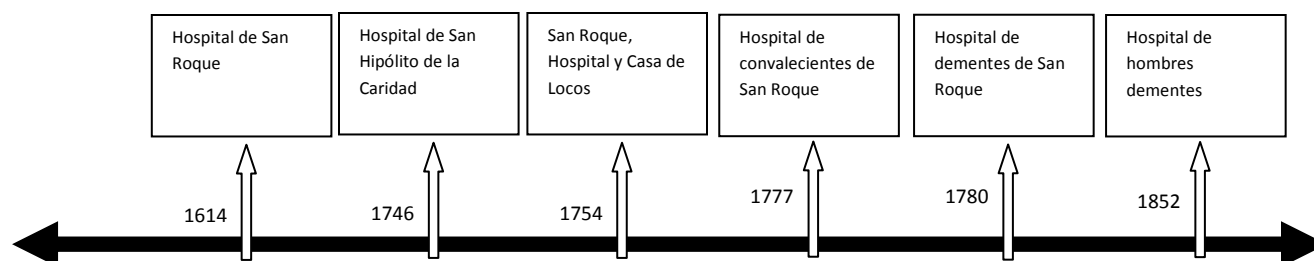 Hospital de San
Roque
Hospital de San
Hipólito de la
Caridad
San Roque,
Hospital y Casa de
Locos
Hospital de
convalecientes de
San Roque
Hospital de
dementes de San
Roque
Hospital de
hombres
dementes
1614
1746
1754
1777
1780
1852